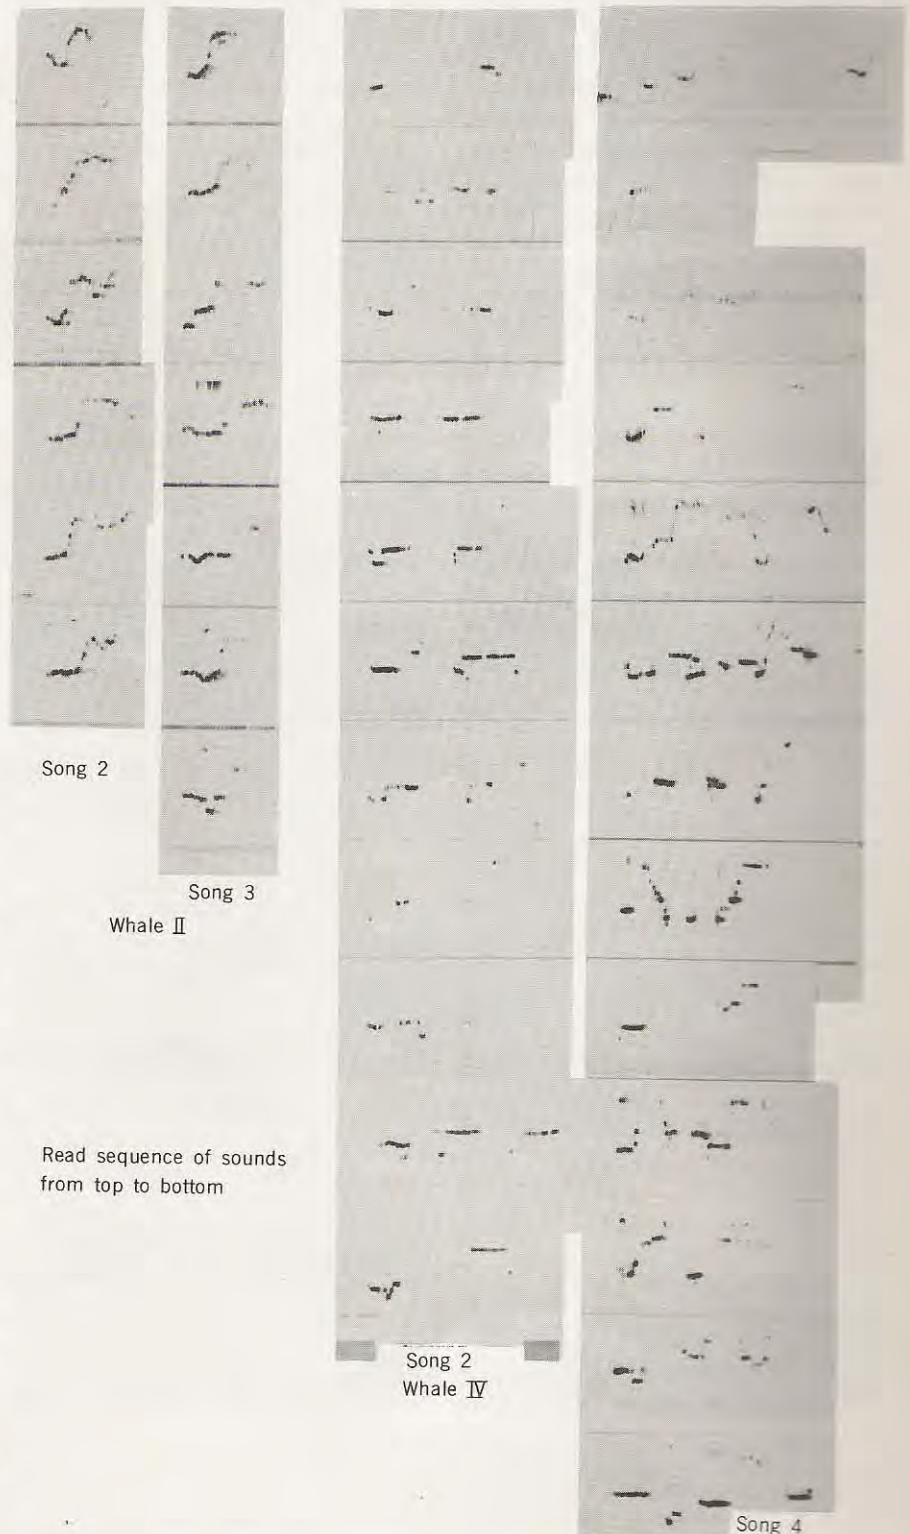 Song 2
Song 3
Whale II
Read sequence of sounds
from top to bottom
Song 2
Whale IV
Song 4